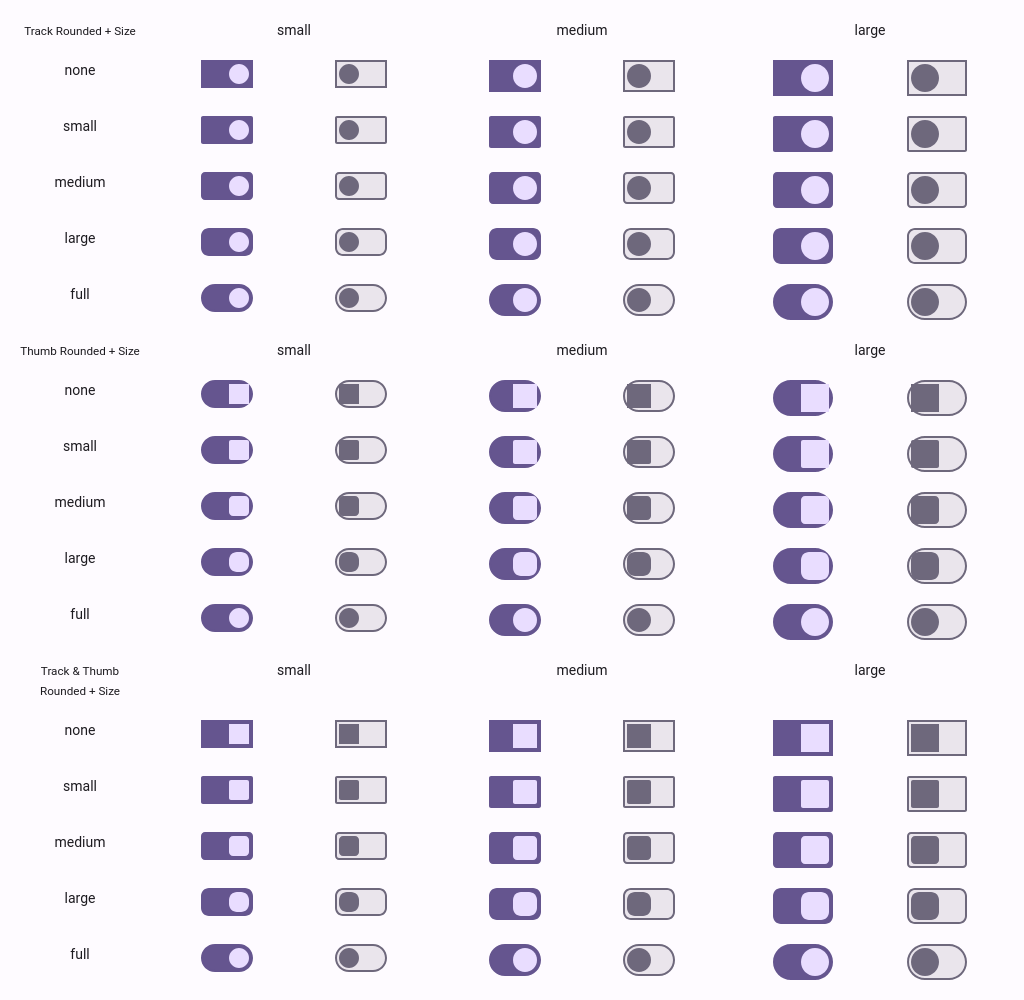 Track Rounded + Size small medium large
none
small
medium
large
full
Thumb Rounded + Size small medium large
none
small
medium
large
full
Track & Thumb small medium large
Rounded + Size
none
small
medium
large
full